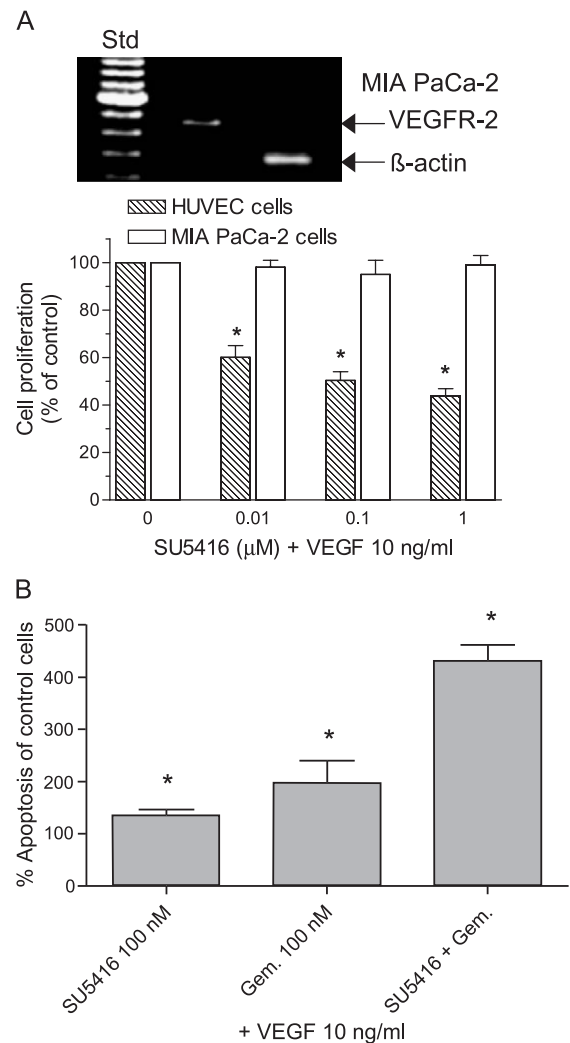 A
Std
MIA PaCa-2
VEGFR-2
ß-actin
HUVEC cells
MIA PaCa-2 cells
Cell proliferation
(% of control)
100
80
60
40
20
0
*
*
*
0 0.01 0.1 1
SU5416 (μM) + VEGF 10 ng/ml
B
% Apoptosis of control cells
500
400
300
200
100
0
*
*
*
SU5416 100 nM
Gem. 100 nM
SU5416 + Gem.
+ VEGF 10 ng/ml